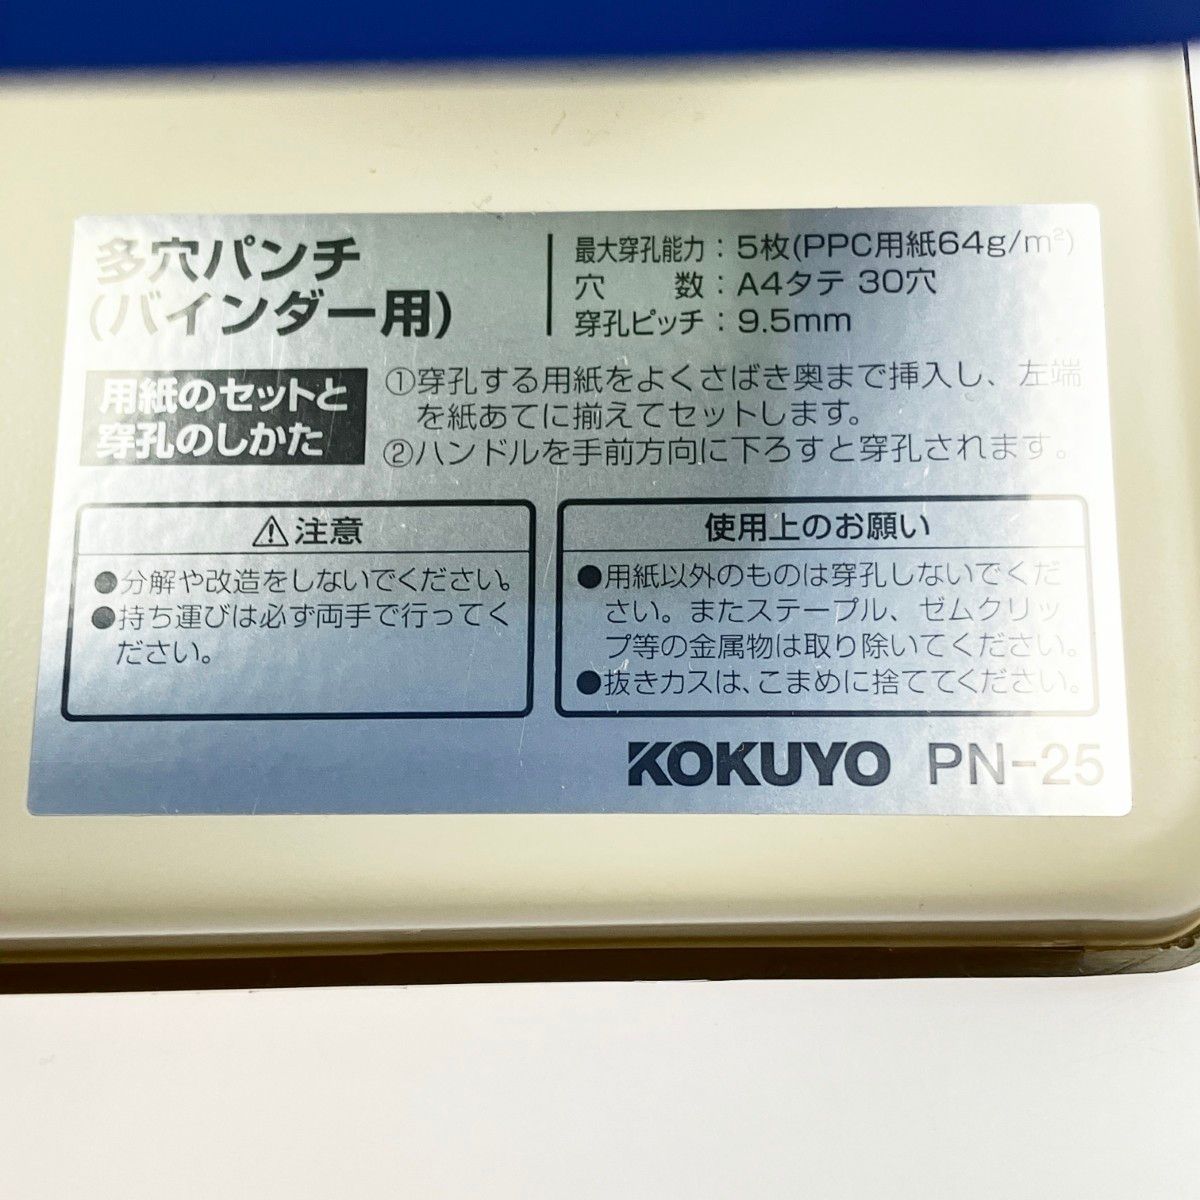 多穴パンチ
(バインダー用)
最大穿孔能力：5枚(PPC用紙64g/m²)
穴　数：A4タテ 30穴
穿孔ピッチ：9.5mm
用紙のセットと
穿孔のしかた
①穿孔する用紙をよくさばき奥まで挿入し、左端
を紙あてに揃えてセットします。
②ハンドルを手前方向に下ろすと穿孔されます。
⚠注意
●分解や改造をしないでください。
●持ち運びは必ず両手で行ってく
ださい。
使用上のお願い
●用紙以外のものは穿孔しないでくだ
さい。またステープル、ゼムクリッ
プ等の金属物は取り除いてください。
●抜きカスは、こまめに捨ててください。
KOKUYO PN-25